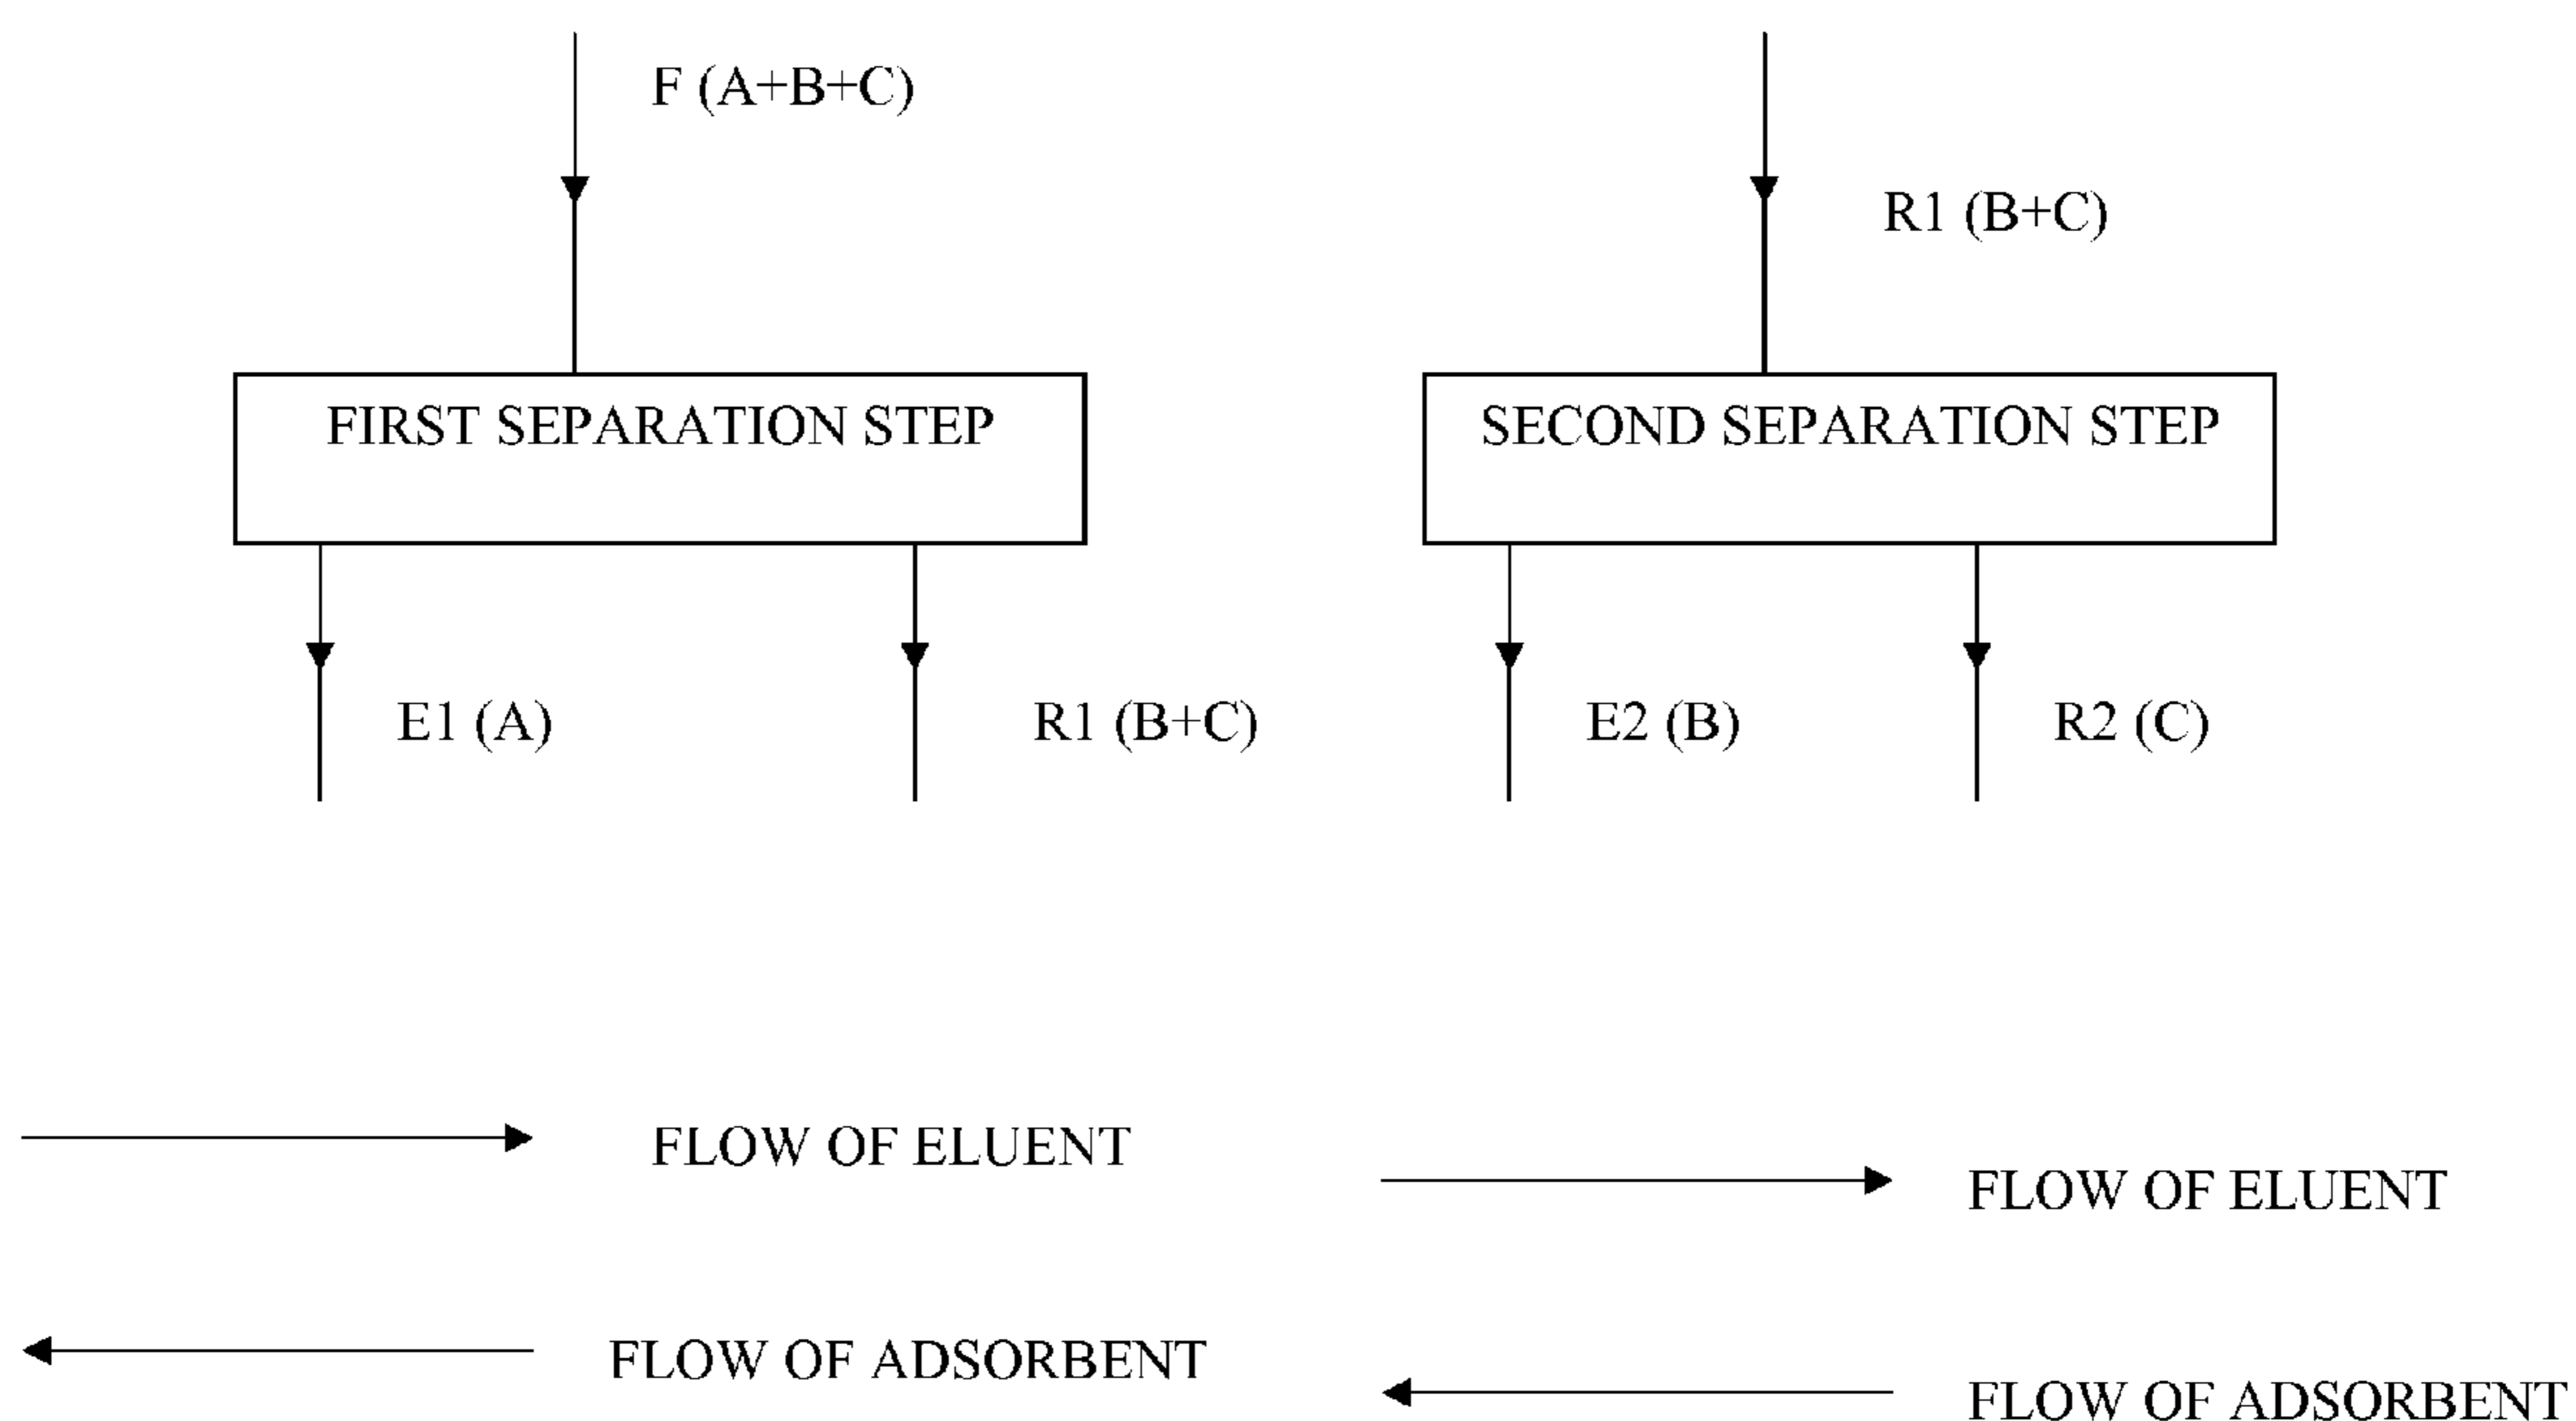 F (A+B+C)
R1 (B+C)
FIRST SEPARATION STEP
SECOND SEPARATION STEP
E1 (A)
R1 (B+C)
E2 (B)
R2 (C)
FLOW OF ELUENT
FLOW OF ELUENT
FLOW OF ADSORBENT
FLOW OF ADSORBENT